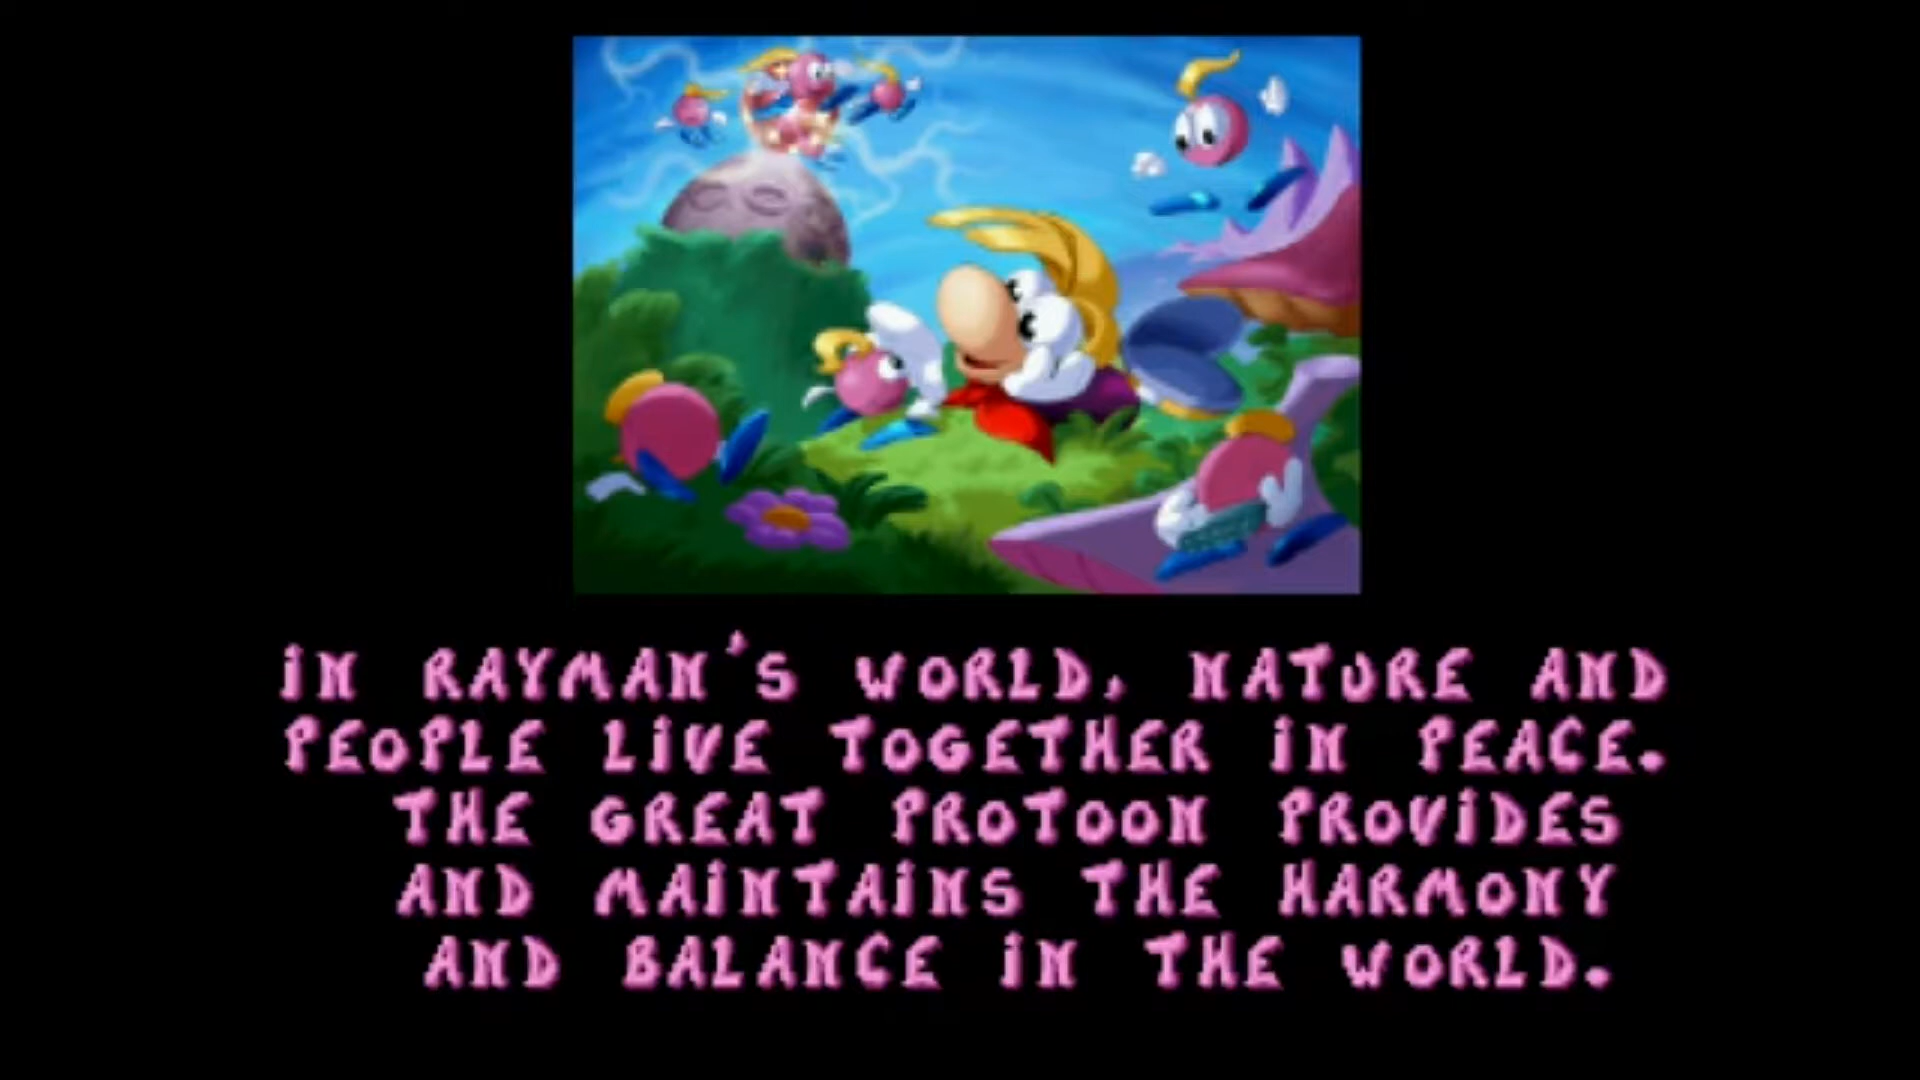 iN RAYMAN'S WORLD, NATURE AND
PEOPLE LiVE TOGETHER iN PEACE.
THE GREAT PROTOON PROViDES
AND MAiNTAiNS THE HARMONY
AND BALANCE iN THE WORLD.